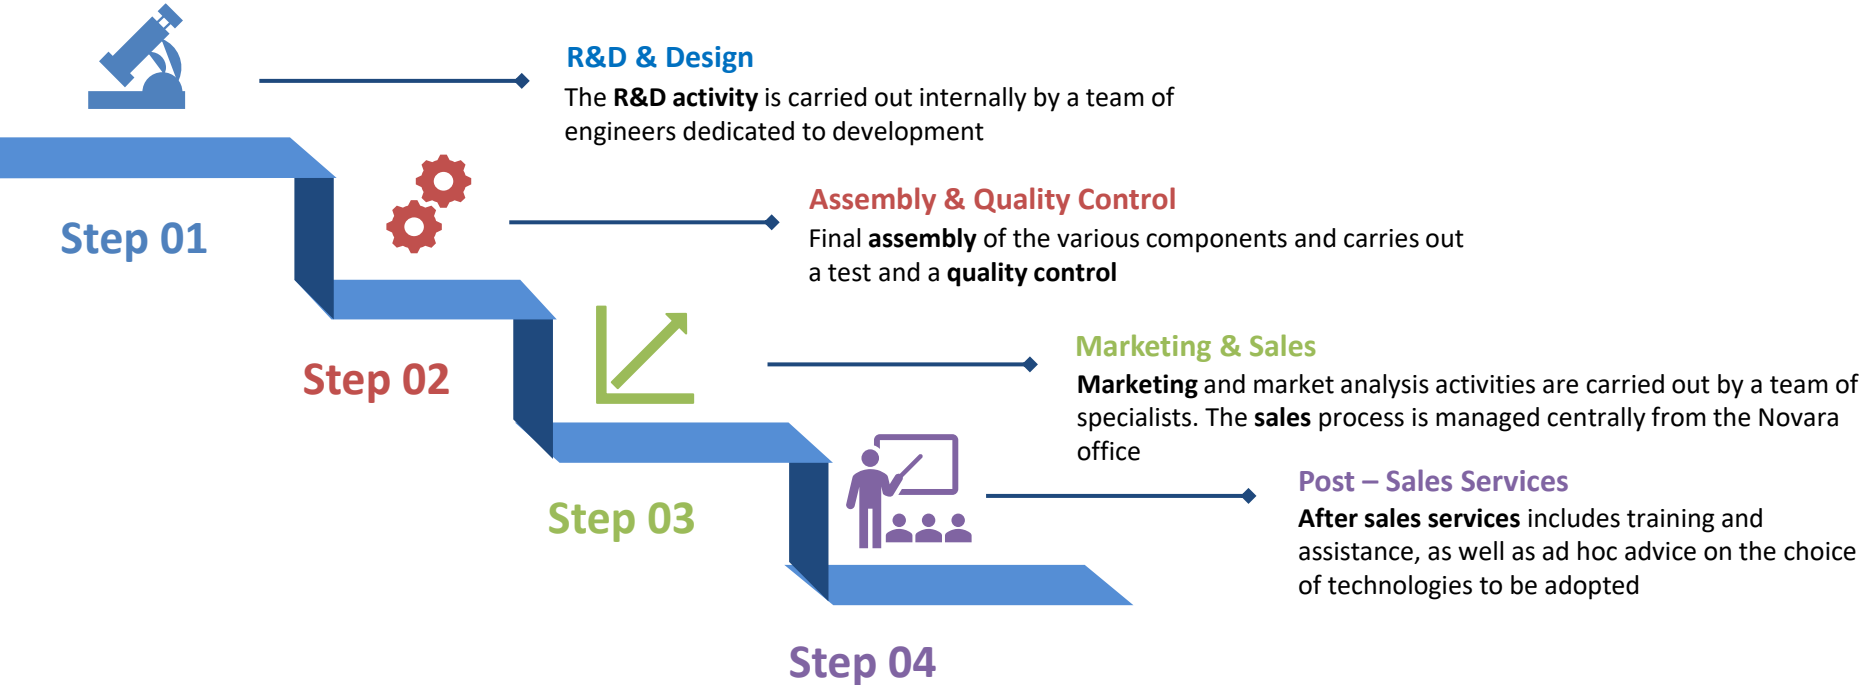 R&D & Design
The R&D activity is carried out internally by a team of
engineers dedicated to development
Step 01
Assembly & Quality Control
Final assembly of the various components and carries out
a test and a quality control
Step 02
Marketing & Sales
Marketing and market analysis activities are carried out by a team of
specialists. The sales process is managed centrally from the Novara
office
Step 03
Post – Sales Services
After sales services includes training and
assistance, as well as ad hoc advice on the choice
of technologies to be adopted
Step 04